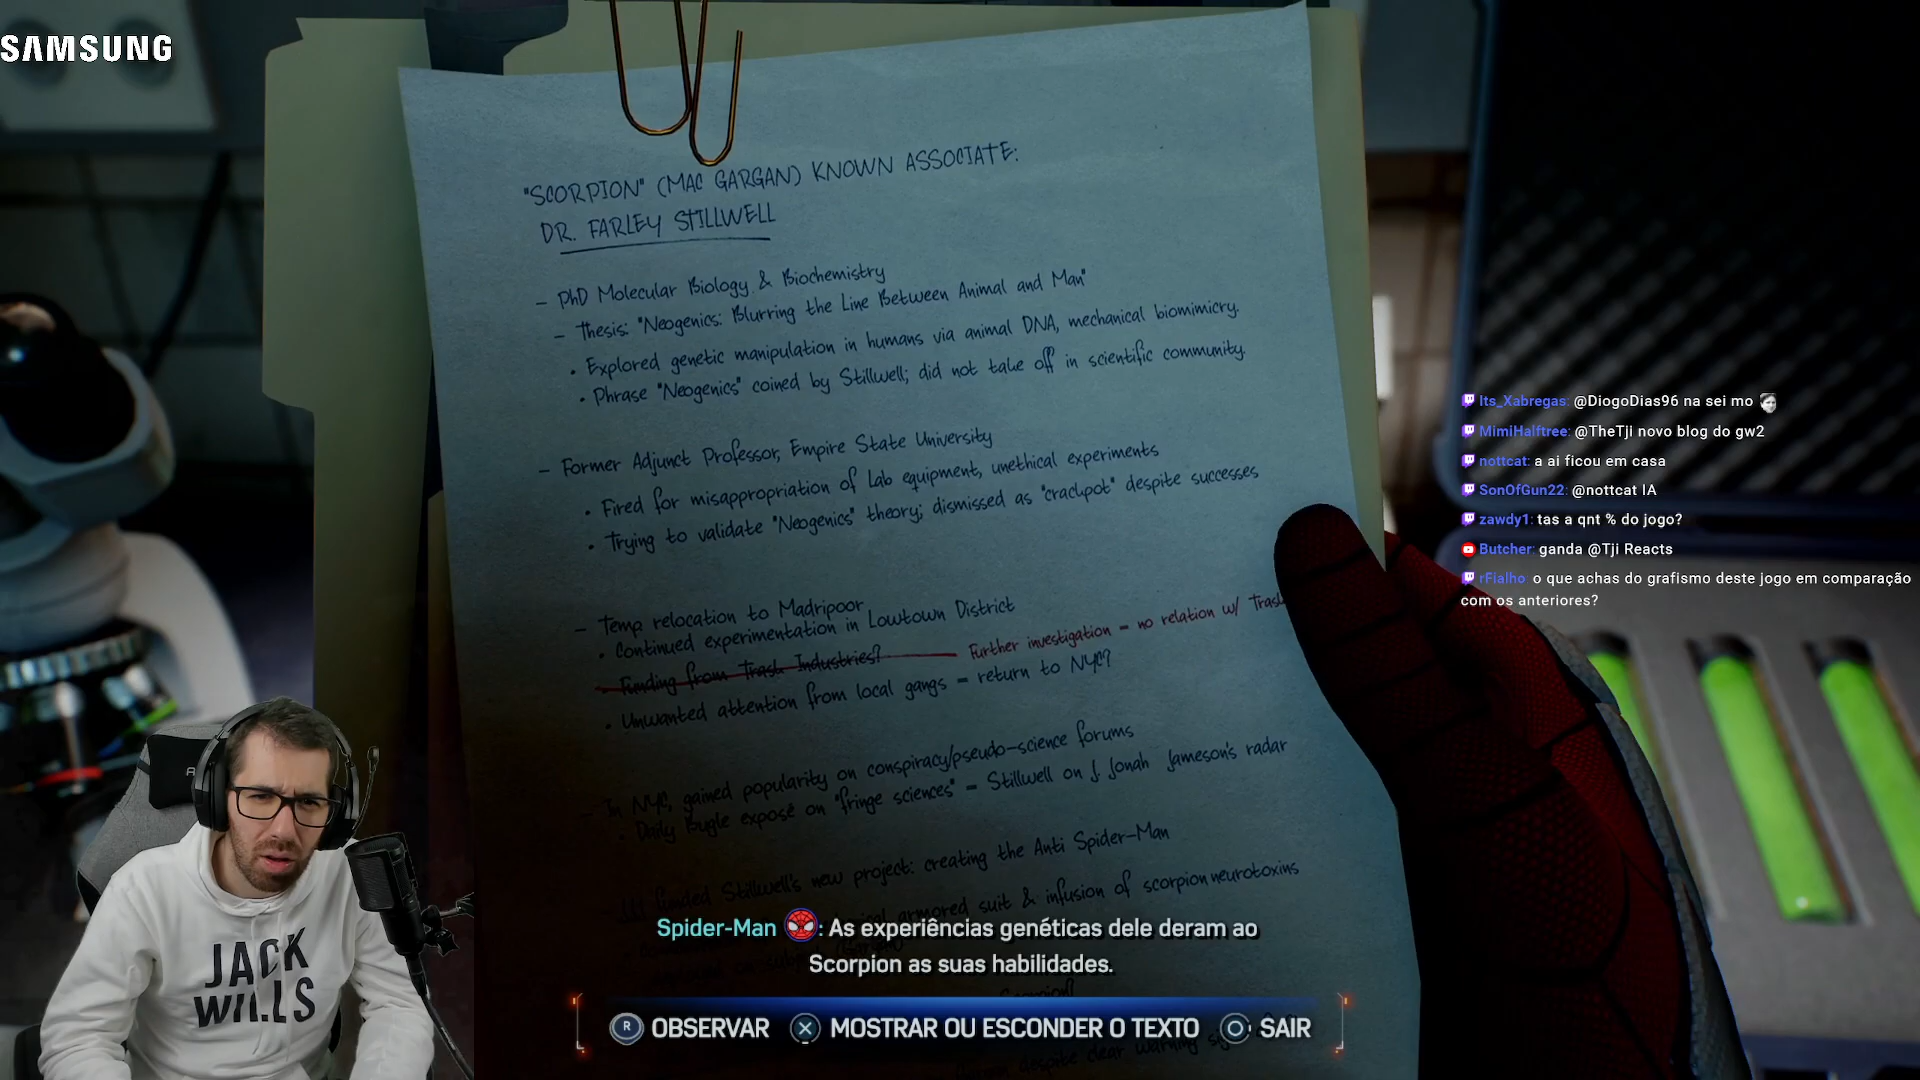 SAMSUNG
"SCORPION" (MAC GARGAN) KNOWN ASSOCIATE:
DR. FARLEY STILLWELL
- PhD Molecular Biology & Biochemistry
- Thesis: "Neogenics: Blurring the Line Between Animal and Man"
• Explored genetic manipulation in humans via animal DNA, mechanical biomimicry.
• Phrase "Neogenics" coined by Stillwell; did not take off in scientific community.
- Former Adjunct Professor, Empire State University
• Fired for misappropriation of Lab equipment, unethical experiments
• Trying to validate "Neogenics" theory; dismissed as "crackpot" despite successes
- Temp relocation to Madripoor
• Continued experimentation in Lowtown District
• Funding from Trask Industries? Further investigation = no relation w/ Trask
• Unwanted attention from local gangs = return to NYC?
- In NYC, gained popularity on conspiracy/pseudo-science forums
• Daily Bugle exposé on "fringe sciences" = Stillwell on J. Jonah Jameson's radar
funded Stillwell's new project: creating the Anti Spider-Man
armored suit & infusion of scorpion neurotoxins
despite clear warning
Its_Xabregas: @DiogoDias96 na sei mo
MimiHalftree: @TheTji novo blog do gw2
nottcat: a ai ficou em casa
SonOfGun22: @nottcat IA
zawdy1: tas a qnt % do jogo?
Butcher: ganda @Tji Reacts
rFialho: o que achas do grafismo deste jogo em comparação
com os anteriores?
JACK
WILLS
Spider-Man: As experiências genéticas dele deram ao
Scorpion as suas habilidades.
R OBSERVAR MOSTRAR OU ESCONDER O TEXTO SAIR